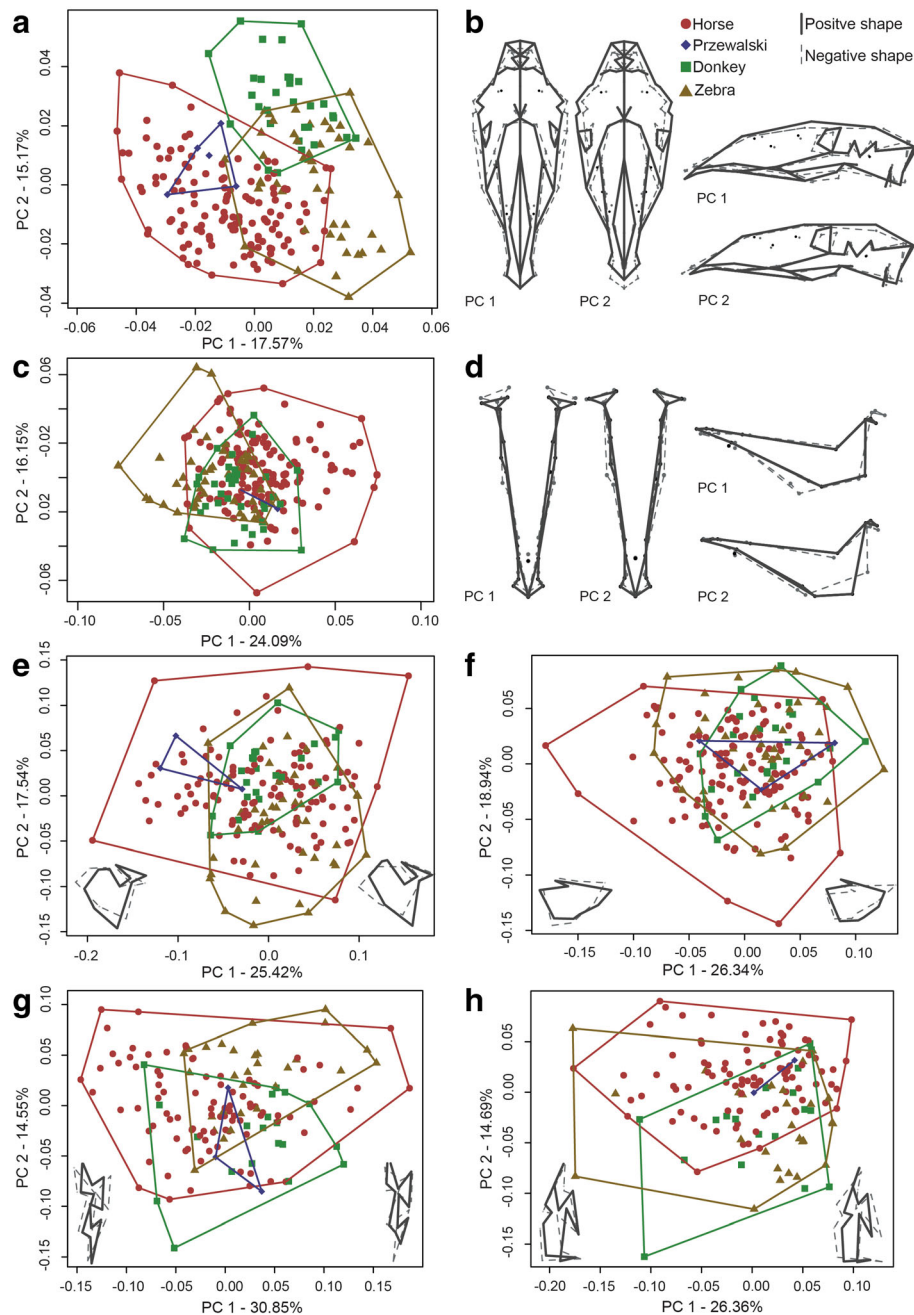 a
b
Horse
Przewalski
Donkey
Zebra
Positve shape
Negative shape
PC 2 - 15.17%
0.04
0.02
0.00
-0.02
-0.04
-0.06 -0.04 -0.02 0.00 0.02 0.04 0.06
PC 1 - 17.57%
PC 1
PC 2
PC 1
PC 2
c
d
PC 2 - 16.15%
0.06
-0.02
0.02
-0.06
-0.10 -0.05 0.00 0.05 0.10
PC 1 - 24.09%
PC 1
PC 2
PC 1
PC 2
e
f
PC 2 - 17.54%
0.15
0.10
0.05
0.00
-0.05
-0.10
-0.15
-0.2 -0.1 0.0 0.1
PC 1 - 25.42%
PC 2 - 18.94%
0.05
0.00
-0.05
-0.10
-0.15
-0.20 -0.15 -0.10 -0.05 0.00 0.05 0.10
PC 1 - 26.34%
g
h
PC 2 - 14.55%
0.10
0.05
0.00
-0.05
-0.10
-0.15
-0.15 -0.10 -0.05 0.00 0.05 0.10 0.15
PC 1 - 30.85%
PC 2 - 14.69%
0.05
0.00
-0.05
-0.10
-0.15
-0.20 -0.15 -0.10 -0.05 0.00 0.05 0.10
PC 1 - 26.36%